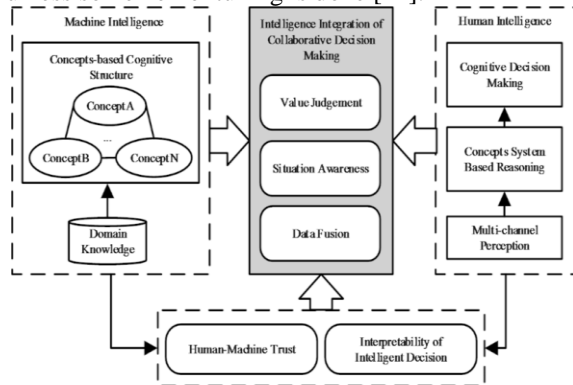 Machine Intelligence
Concepts-based Cognitive
Structure
ConceptA
...
ConceptB
ConceptN
Domain
Knowledge
Intelligence Integration of
Collaborative Decision
Making
Value Judgement
Situation Awareness
Data Fusion
Human Intelligence
Cognitive Decision
Making
Concepts System
Based Reasoning
Multi-channel
Perception
Human-Machine Trust
Interpretability of
Intelligent Decision